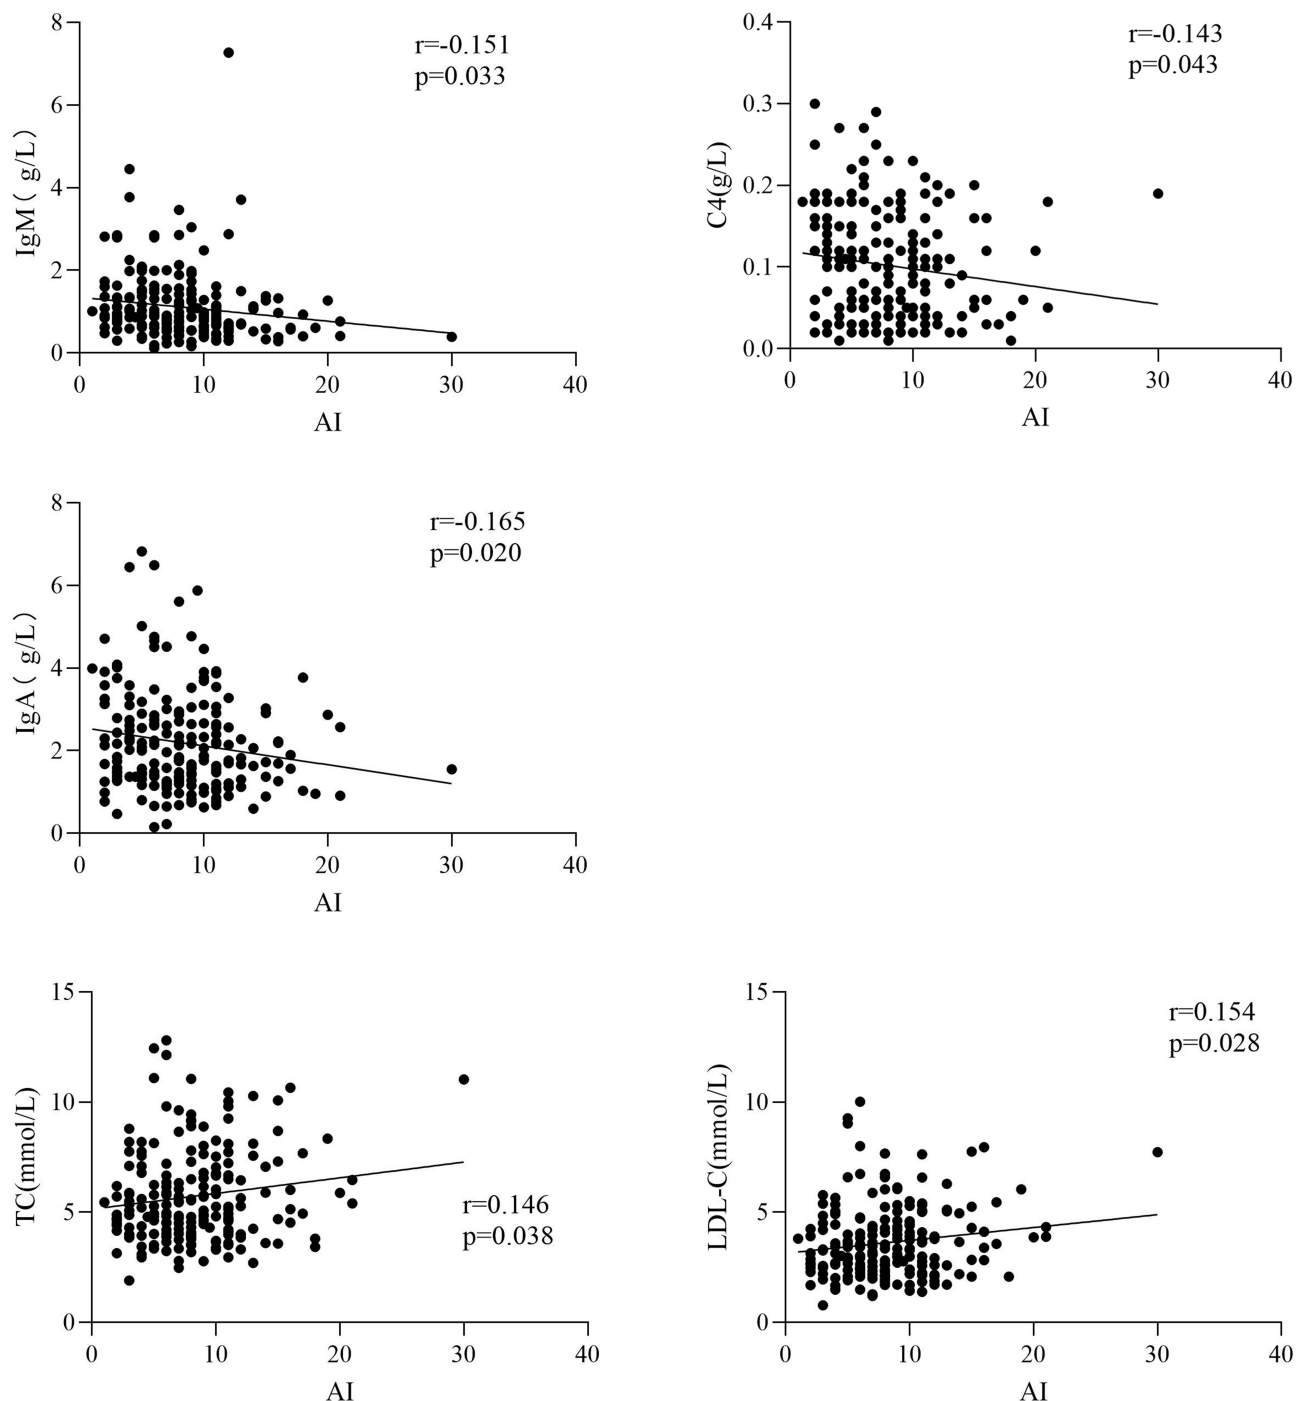 8
6
4
2
0
IgM（ g/L）
r=-0.151
p=0.033
0 10 20 30 40
AI
0.4
0.3
0.2
0.1
0.0
C4(g/L)
r=-0.143
p=0.043
0 10 20 30 40
AI
8
6
4
2
0
IgA（ g/L）
r=-0.165
p=0.020
0 10 20 30 40
AI
15
10
5
0
TC(mmol/L)
r=0.146
p=0.038
0 10 20 30 40
AI
15
10
5
0
LDL-C(mmol/L)
r=0.154
p=0.028
0 10 20 30 40
AI